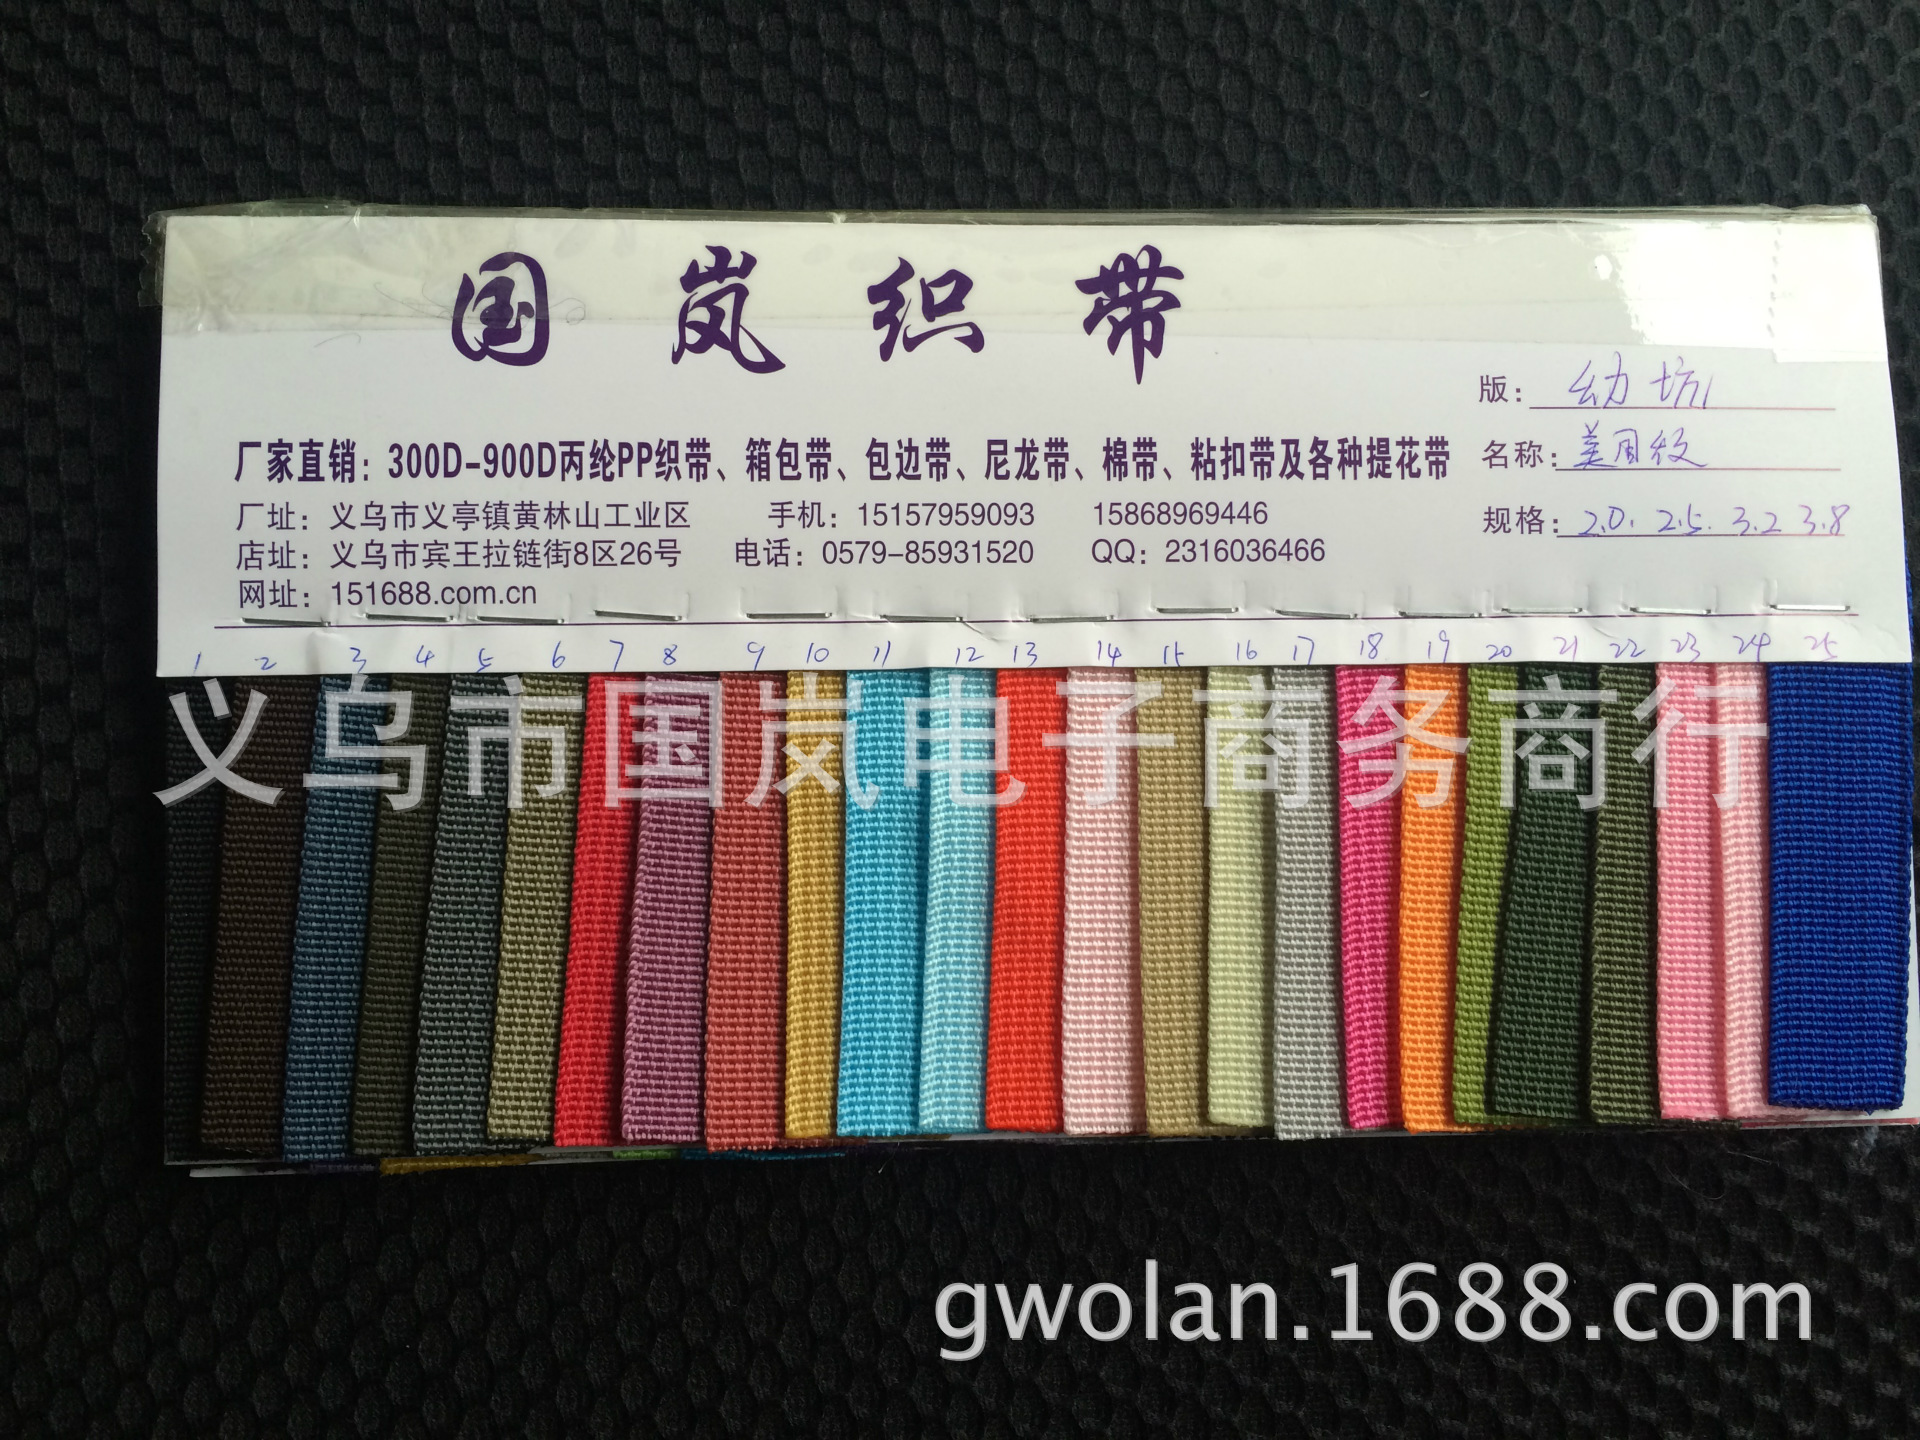 国岚织带
版：幼坊
厂家直销：300D-900D丙纶PP织带、箱包带、包边带、尼龙带、棉带、粘扣带及各种提花带
名称：美国纹
厂址：义乌市义亭镇黄林山工业区 手机：15157959093 15868969446
规格：2.0. 2.5. 3.2 3.8
店址：义乌市宾王拉链街8区26号 电话：0579-85931520 QQ：2316036466
网址：151688.com.cn
1 2 3 4 5 6 7 8 9 10 11 12 13 14 15 16 17 18 19 20 21 22 23 24 25
义乌市国岚电子商务商行
gwolan.1688.com